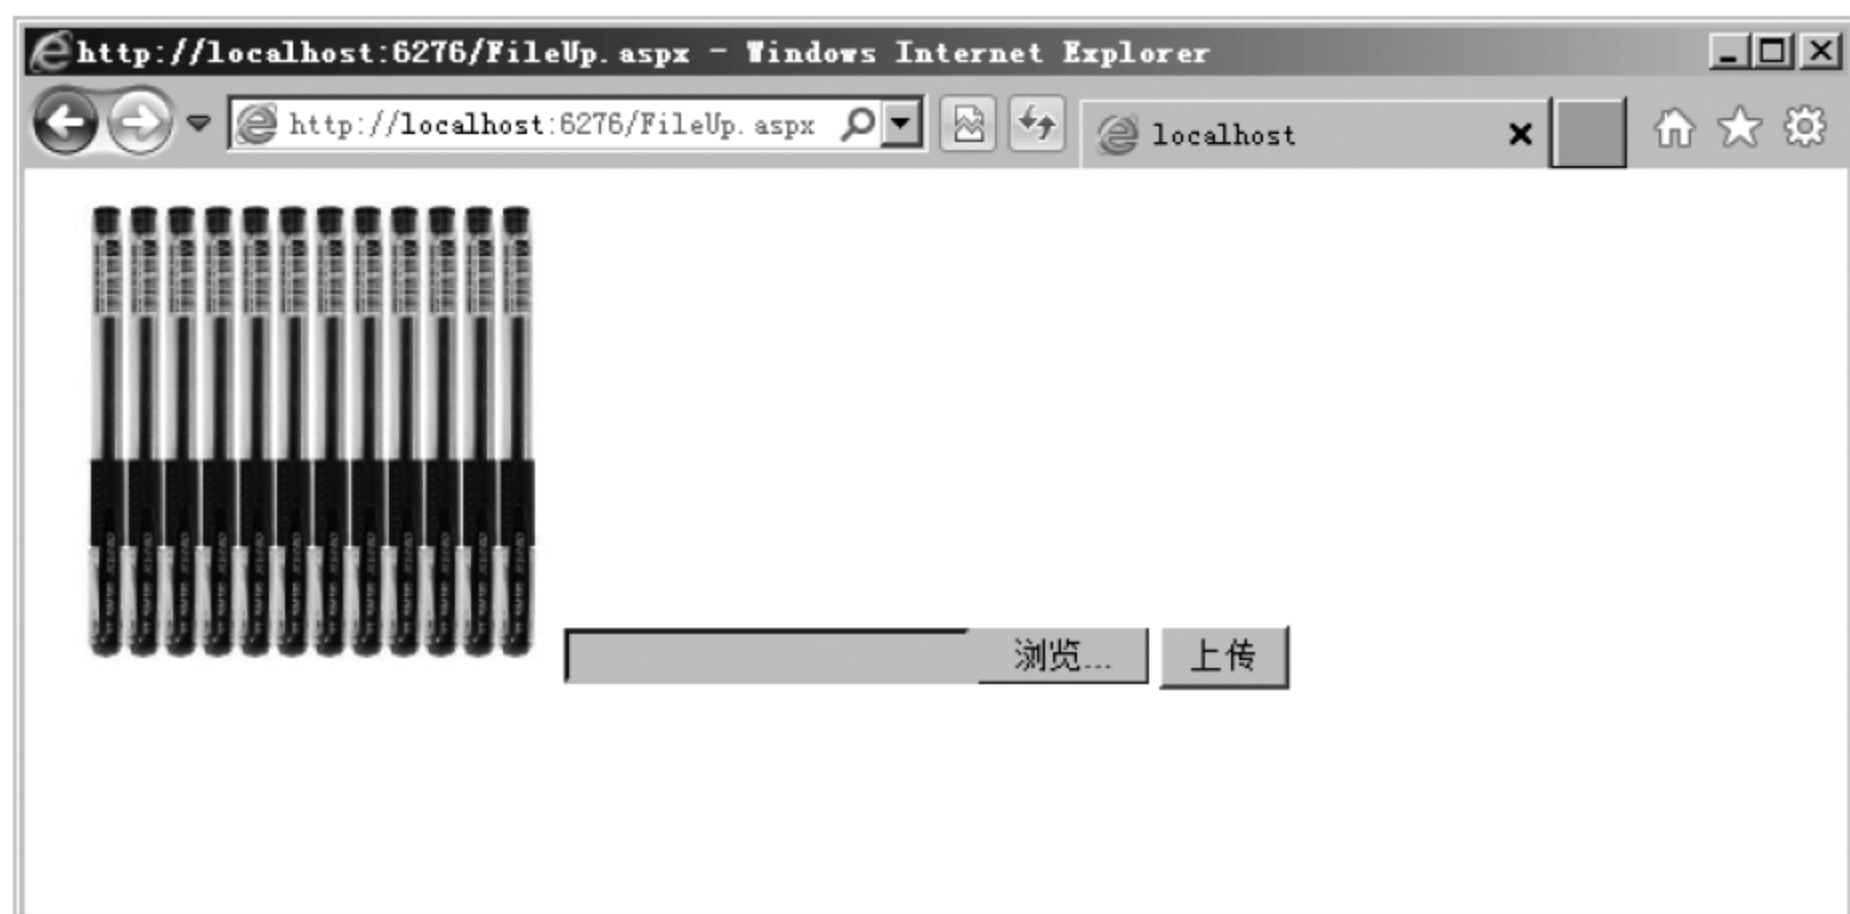 http://localhost:6276/FileUp.aspx - Windows Internet Explorer
http://localhost:6276/FileUp.aspx
localhost
浏览...
上传